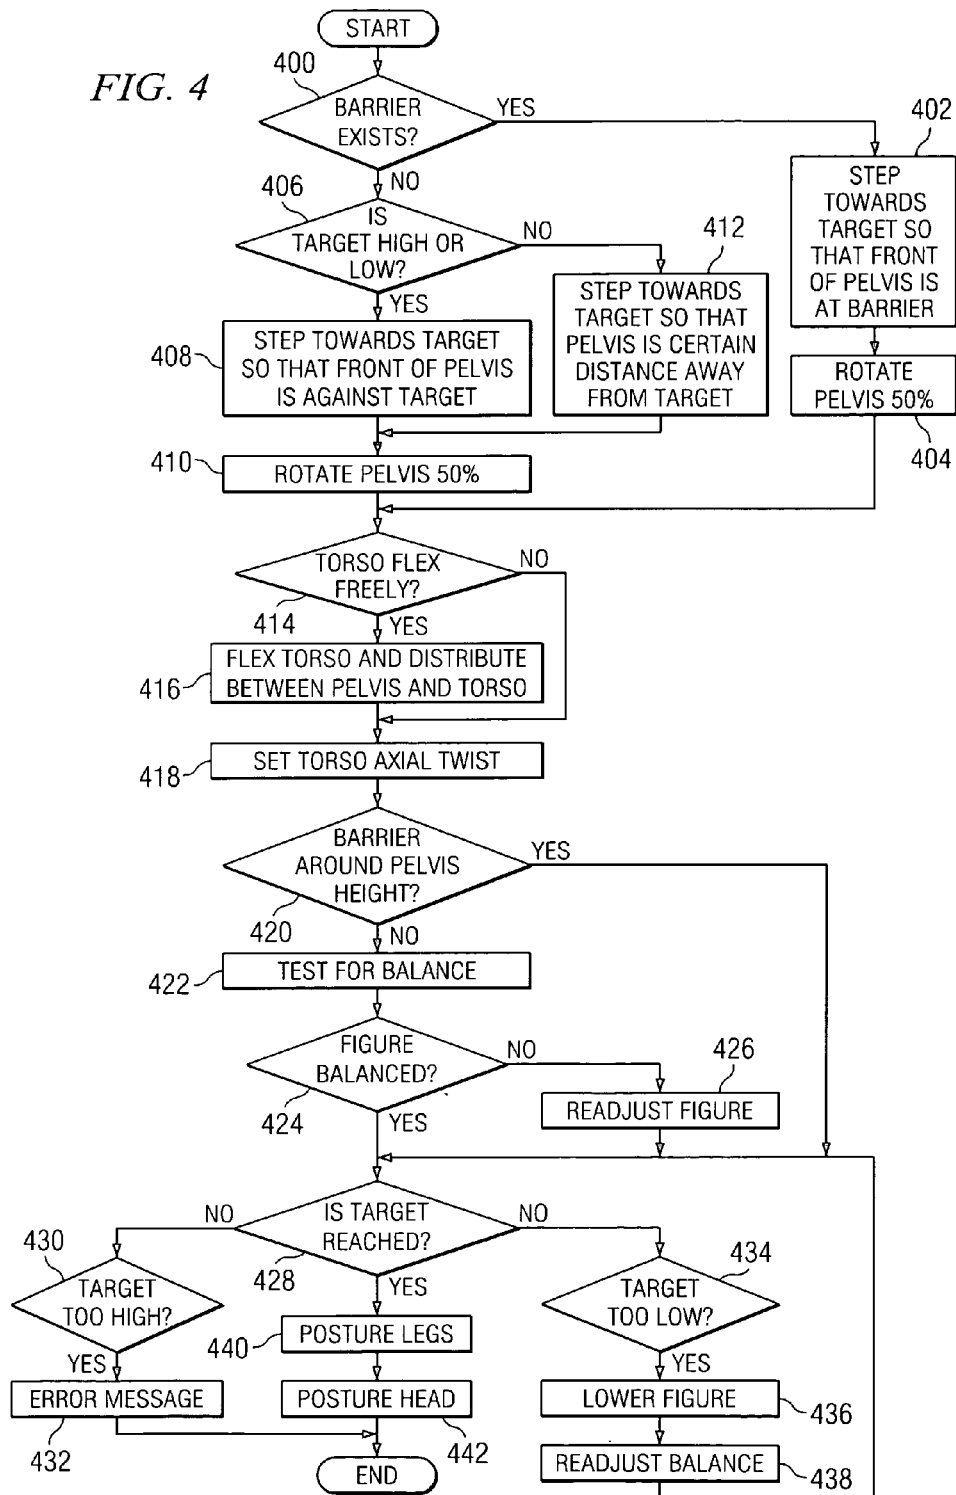 START
FIG. 4
400
BARRIER
EXISTS?
YES
NO
402
STEP
TOWARDS
TARGET SO
THAT FRONT
OF PELVIS IS
AT BARRIER
406
IS
TARGET HIGH OR
LOW?
NO
YES
412
STEP TOWARDS
TARGET SO THAT
PELVIS IS CERTAIN
DISTANCE AWAY
FROM TARGET
408
STEP TOWARDS TARGET
SO THAT FRONT OF PELVIS
IS AGAINST TARGET
ROTATE
PELVIS 50%
404
410
ROTATE PELVIS 50%
TORSO FLEX
FREELY?
NO
414
YES
416
FLEX TORSO AND DISTRIBUTE
BETWEEN PELVIS AND TORSO
418
SET TORSO AXIAL TWIST
BARRIER
AROUND PELVIS
HEIGHT?
YES
420
NO
422
TEST FOR BALANCE
FIGURE
BALANCED?
NO
424
YES
426
READJUST FIGURE
IS TARGET
REACHED?
NO
NO
428
YES
430
TARGET
TOO HIGH?
YES
434
TARGET
TOO LOW?
YES
440
POSTURE LEGS
ERROR MESSAGE
432
POSTURE HEAD
442
LOWER FIGURE
436
READJUST BALANCE
438
END